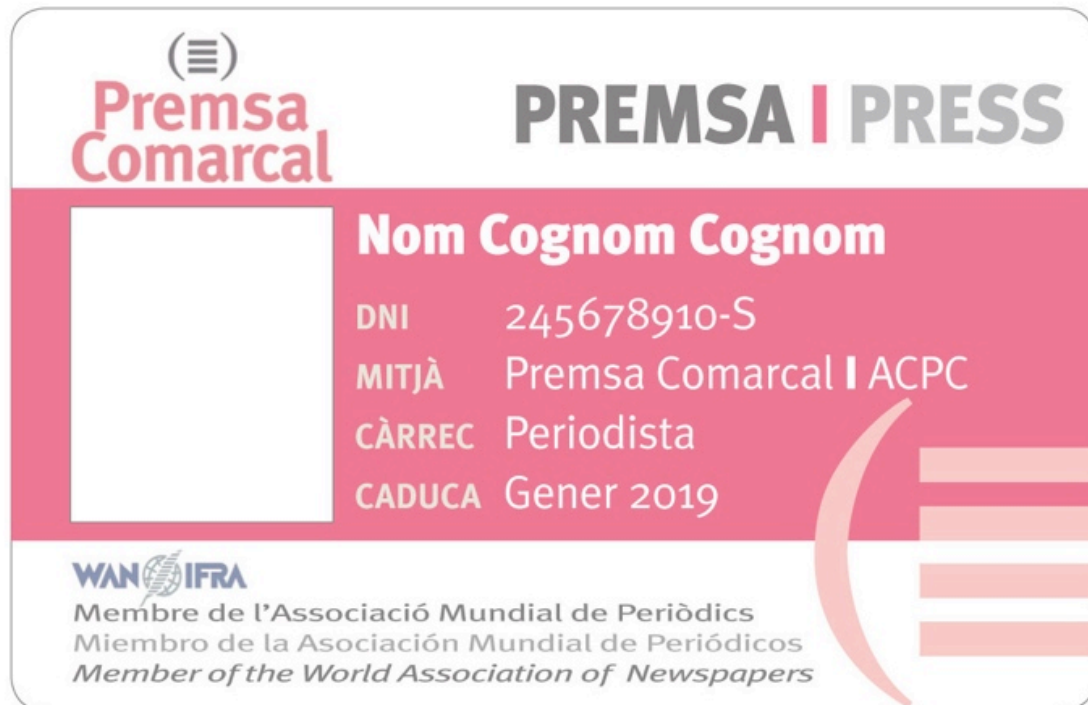 Premsa
Comarcal
PREMSA | PRESS
Nom Cognom Cognom
DNI 245678910-S
MITJÀ Premsa Comarcal | ACPC
CÀRREC Periodista
CADUCA Gener 2019
WAN IFRA
Membre de l'Associació Mundial de Periòdics
Miembro de la Asociación Mundial de Periódicos
Member of the World Association of Newspapers